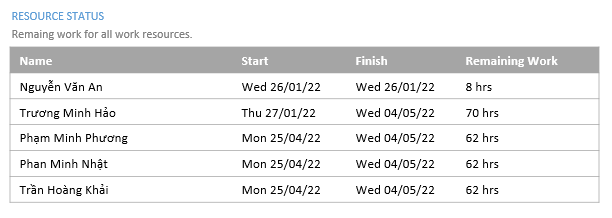 RESOURCE STATUS
Remaing work for all work resources.
Name Start Finish Remaining Work
Nguyễn Văn An Wed 26/01/22 Wed 26/01/22 8 hrs
Trương Minh Hảo Thu 27/01/22 Wed 04/05/22 70 hrs
Phạm Minh Phương Mon 25/04/22 Wed 04/05/22 62 hrs
Phan Minh Nhật Mon 25/04/22 Wed 04/05/22 62 hrs
Trần Hoàng Khải Mon 25/04/22 Wed 04/05/22 62 hrs